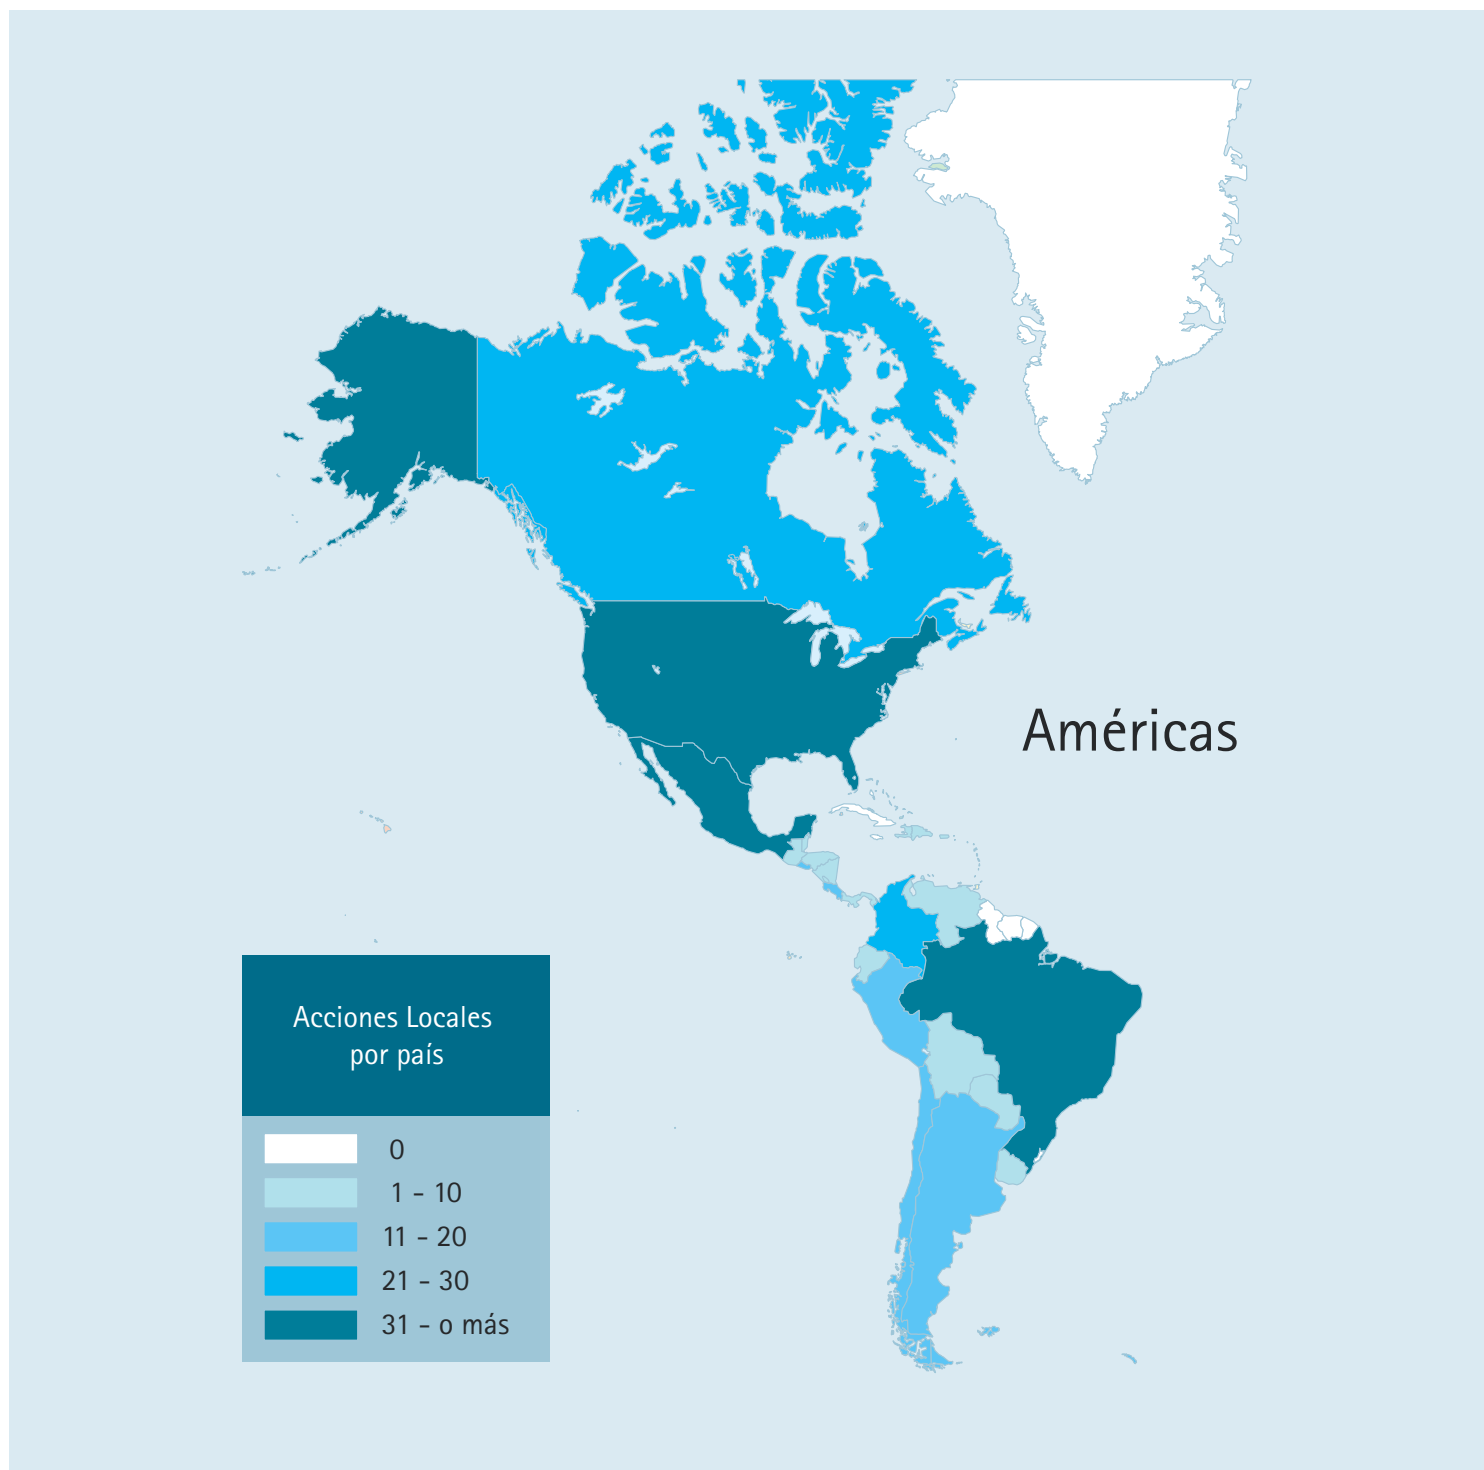 Américas
Acciones Locales
por país
0
1 - 10
11 - 20
21 - 30
31 - o más